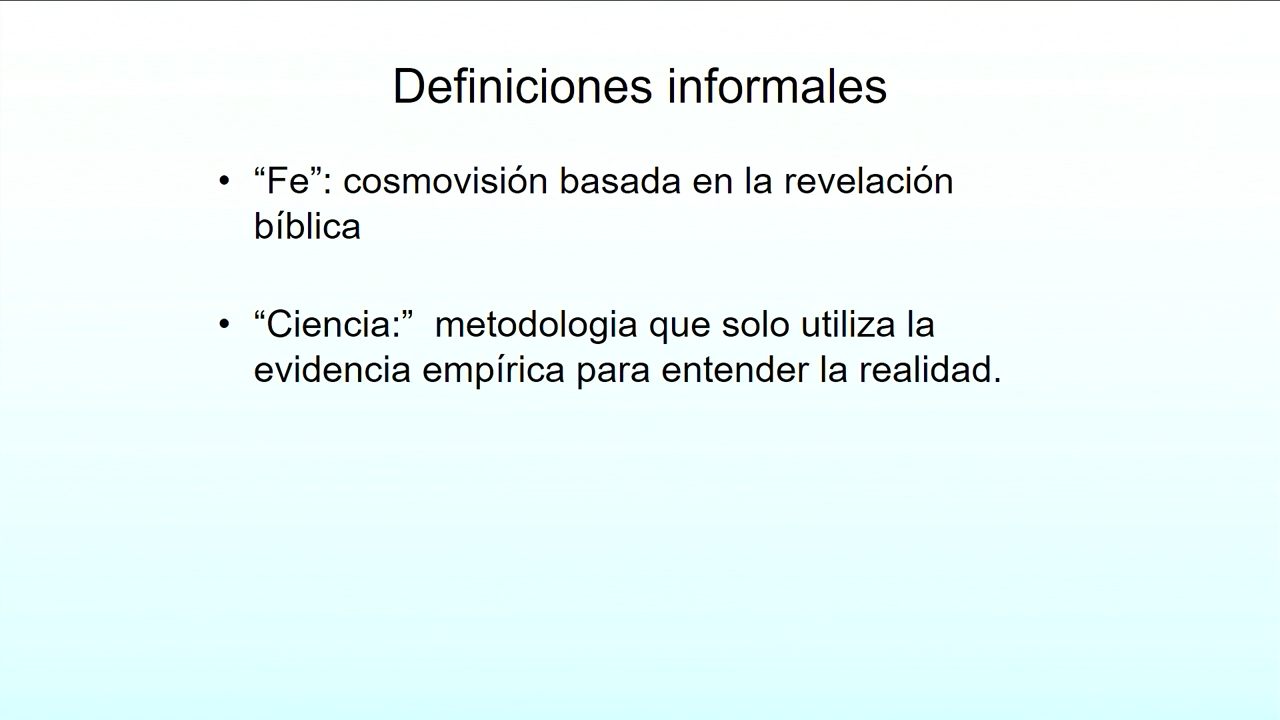 Definiciones informales
• “Fe”: cosmovisión basada en la revelación
bíblica
• “Ciencia:”  metodologia que solo utiliza la
evidencia empírica para entender la realidad.